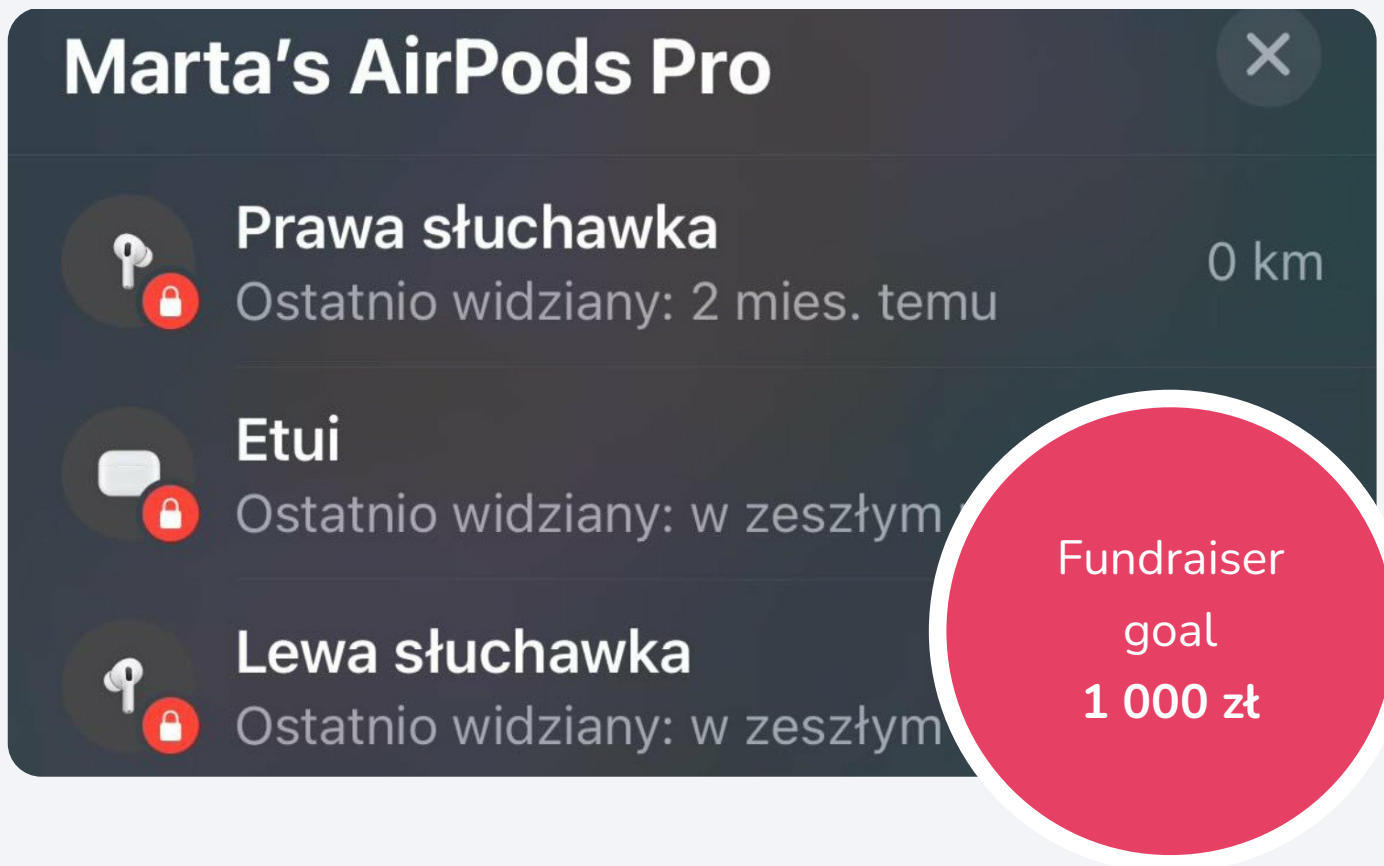 Marta's AirPods Pro
Prawa słuchawka
0 km
Ostatnio widziany: 2 mies. temu
Etui
Ostatnio widziany: w zeszłym
Lewa słuchawka
Ostatnio widziany: w zeszłym
Fundraiser
goal
1 000 zł